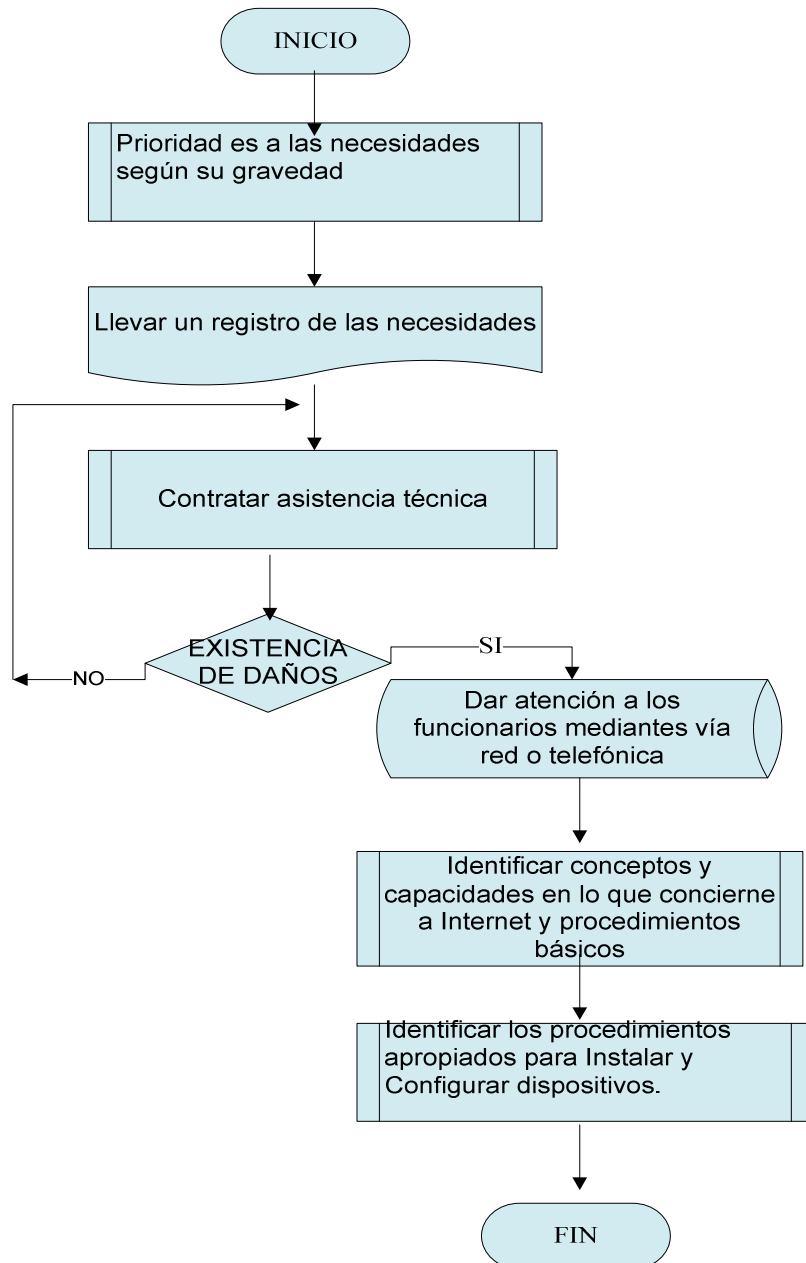 INICIO
Prioridad es a las necesidades
según su gravedad
Llevar un registro de las necesidades
Contratar asistencia técnica
EXISTENCIA
DE DAÑOS
NO
SI
Dar atención a los
funcionarios mediantes vía
red o telefónica
Identificar conceptos y
capacidades en lo que concierne
a Internet y procedimientos
básicos
Identificar los procedimientos
apropiados para Instalar y
Configurar dispositivos.
FIN